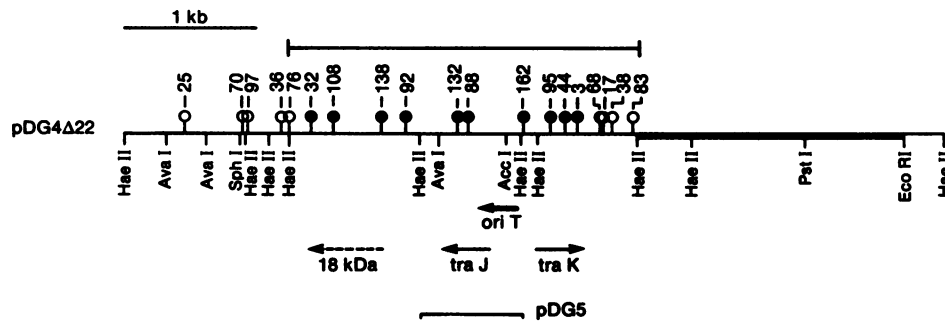 1 kb
25
70
97
36
76
32
108
138
92
132
88
162
95
44
3
68
17
38
83
pDG4Δ22
Hae II
Ava I
Ava I
Sph I
Hae II
Hae II
Hae II
Hae II
Ava I
Acc I
Hae II
Hae II
Hae II
Hae II
Pst I
Eco RI
Hae II
ori T
18 kDa
tra J
tra K
pDG5